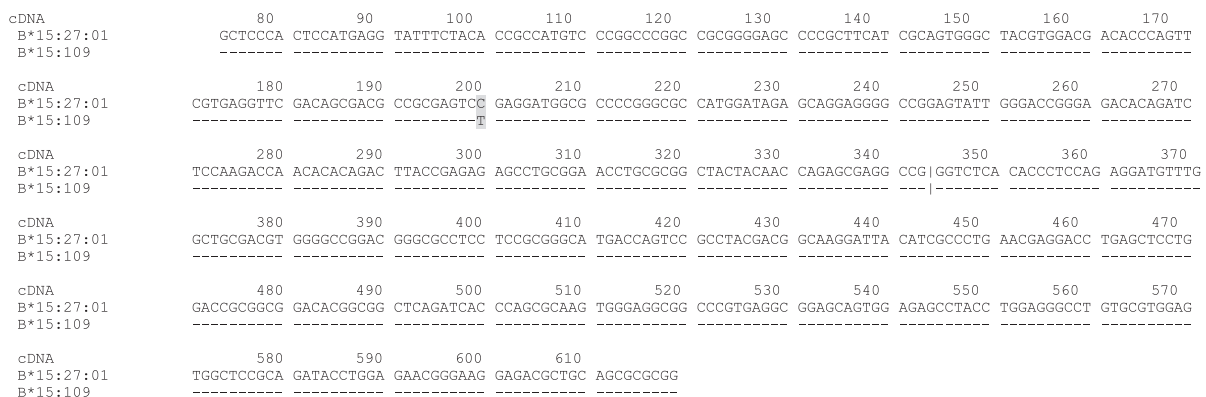 cDNA 80 90 100 110 120 130 140 150 160 170
B*15:27:01 GCTCCCA CTCCATGAGG TATTTCTACA CCGCCATGTC CCGGCCCGGC CGCGGGGAGC CCCGCTTCAT CGCAGTGGGC TACGTGGACG ACACCCAGTT
B*15:109 ------- ---------- ---------- ---------- ---------- ---------- ---------- ---------- ---------- ----------
cDNA 180 190 200 210 220 230 240 250 260 270
B*15:27:01 CGTGAGGTTC GACAGCGACG CCGCGAGTCC GAGGATGGCG CCCCGGGCGC CATGGATAGA GCAGGAGGGG CCGGAGTATT GGGACCGGGA GACACAGATC
B*15:109 ---------- ---------- ---------T ---------- ---------- ---------- ---------- ---------- ---------- ----------
cDNA 280 290 300 310 320 330 340 350 360 370
B*15:27:01 TCCAAGACCA ACACACAGAC TTACCGAGAG AGCCTGCGGA ACCTGCGCGG CTACTACAAC CAGAGCGAGG CCG|GGTCTCA CACCCTCCAG AGGATGTTTG
B*15:109 ---------- ---------- ---------- ---------- ---------- ---------- ---------- ---|------- ---------- ----------
cDNA 380 390 400 410 420 430 440 450 460 470
B*15:27:01 GCTGCGACGT GGGGCCGGAC GGGCGCCTCC TCCGCGGGCA TGACCAGTCC GCCTACGACG GCAAGGATTA CATCGCCCTG AACGAGGACC TGAGCTCCTG
B*15:109 ---------- ---------- ---------- ---------- ---------- ---------- ---------- ---------- ---------- ----------
cDNA 480 490 500 510 520 530 540 550 560 570
B*15:27:01 GACCGCGGCG GACACGGCGG CTCAGATCAC CCAGCGCAAG TGGGAGGCGG CCCGTGAGGC GGAGCAGTGG AGAGCCTACC TGGAGGGCCT GTGCGTGGAG
B*15:109 ---------- ---------- ---------- ---------- ---------- ---------- ---------- ---------- ---------- ----------
cDNA 580 590 600 610
B*15:27:01 TGGCTCCGCA GATACCTGGA GAACGGGAAG GAGACGCTGC AGCGCGCGG
B*15:109 ---------- ---------- ---------- ---------- ---------